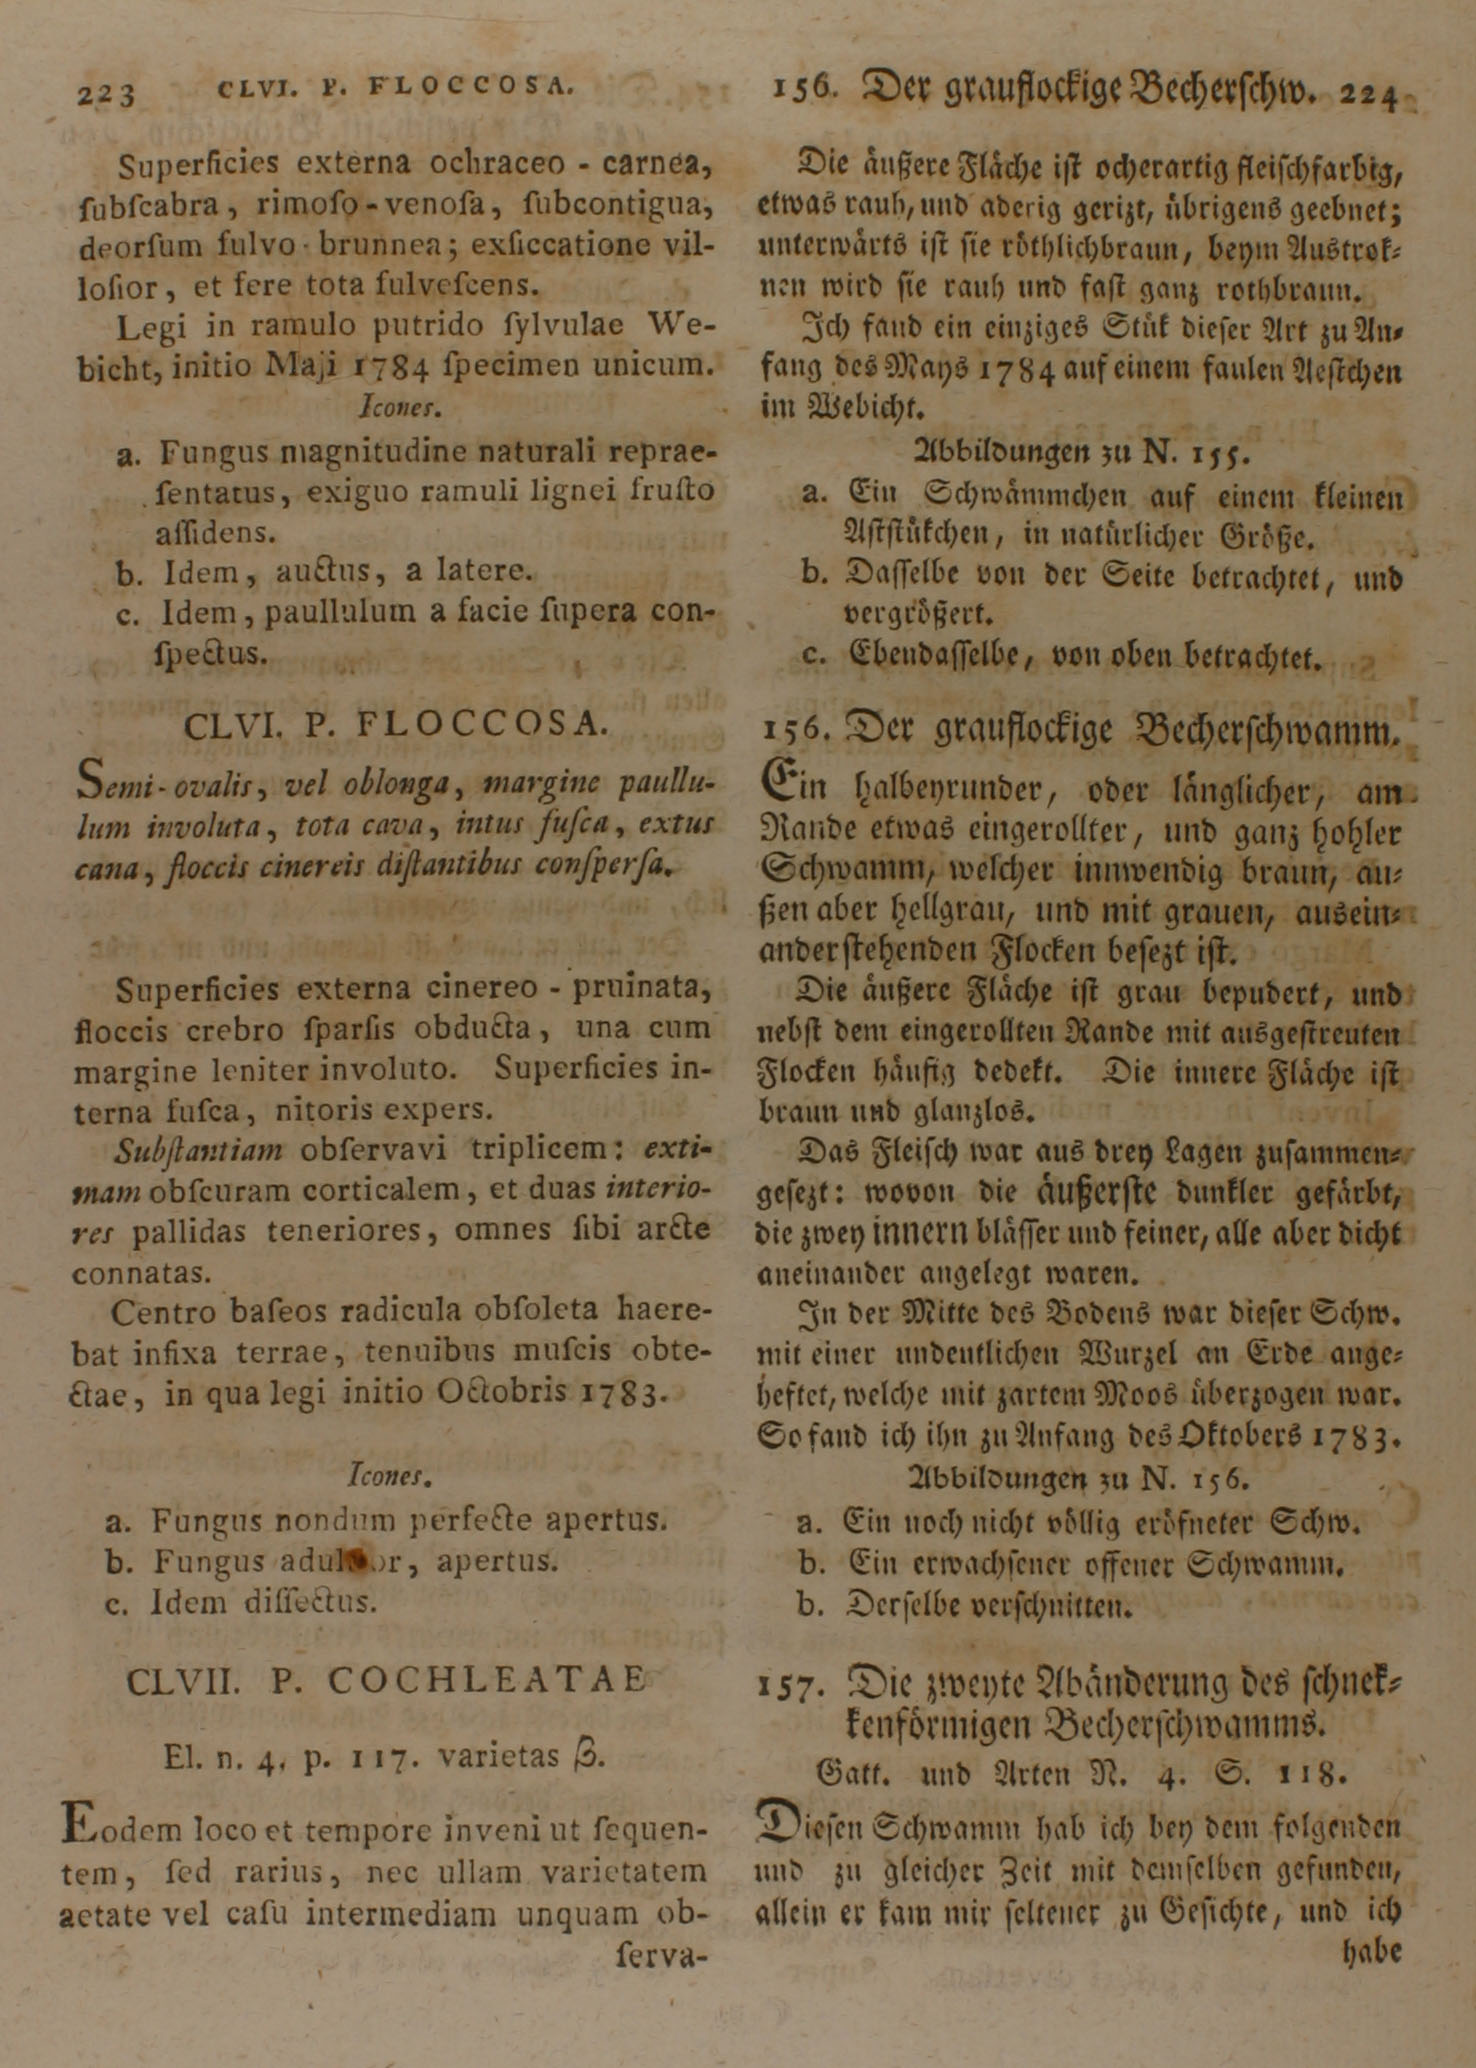 223 CLVI. P. FLOCCOSA.
Superficies externa ochraceo - carnea,
ſubſcabra, rimoſo-venoſa, ſubcontigua,
deorſum fulvo-brunnea; exſiccatione vil-
loſior, et fere tota fulveſcens.
Legi in ramulo putrido ſylvulae We-
bicht, initio Maji 1784 ſpecimen unicum.
Icones.
a. Fungus magnitudine naturali reprae-
ſentatus, exiguo ramuli lignei fruſto
aſſidens.
b. Idem, auctus, a latere.
c. Idem, paullulum a facie ſupera con-
ſpectus.
CLVI. P. FLOCCOSA.
Semi-ovalis, vel oblonga, margine paullu-
lum involuta, tota cava, intus fuſca, extus
cana, floccis cinereis diſtantibus conſperſa.
Superficies externa cinereo - pruinata,
floccis crebro ſparſis obducta, una cum
margine leniter involuto. Superficies in-
terna fuſca, nitoris expers.
Subſtantiam obſervavi triplicem: exti-
mam obſcuram corticalem, et duas interio-
res pallidas teneriores, omnes ſibi arcte
connatas.
Centro baſeos radicula obſoleta haere-
bat infixa terrae, tenuibus muſcis obte-
ctae, in qua legi initio Octobris 1783.
Icones.
a. Fungus nondum perfecte apertus.
b. Fungus adul or, apertus.
c. Idem diſſectus.
CLVII. P. COCHLEATAE
El. n. 4. p. 117. varietas β.
Eodem loco et tempore inveni ut ſequen-
tem, ſed rarius, nec ullam varietatem
aetate vel caſu intermediam unquam ob-
ſerva-
156. Der grauflockige Becherſchw. 224
Die äußere Fläche iſt ocherartig fleiſchfarbig,
etwas rauh, und aderig gerizt, übrigens geebnet;
unterwärts iſt ſie röthlichbraun, beym Austrok-
nen wird ſie rauh und faſt ganz rothbraun.
Ich fand ein einziges Stük dieſer Art zu An-
fang des Mays 1784 auf einem faulen Aeſtchen
im Webicht.
Abbildungen zu N. 155.
a. Ein Schwämmchen auf einem kleinen
Aſtſtükchen, in natürlicher Größe.
b. Daſſelbe von der Seite betrachtet, und
vergrößert.
c. Ebendaſſelbe, von oben betrachtet.
156. Der grauflockige Becherſchwamm.
Ein halbeyrunder, oder länglicher, am
Rande etwas eingerollter, und ganz hohler
Schwamm, welcher innwendig braun, au-
ßen aber hellgrau, und mit grauen, ausein-
anderſtehenden Flocken beſezt iſt.
Die äußere Fläche iſt grau bepudert, und
nebſt dem eingerollten Rande mit ausgeſtreuten
Flocken häufig bedekt. Die innere Fläche iſt
braun und glanzlos.
Das Fleiſch war aus drey Lagen zuſammen-
geſezt: wovon die äußerſte dunkler gefärbt,
die zwey innern bläſſer und feiner, alle aber dicht
aneinander angelegt waren.
In der Mitte des Bodens war dieſer Schw.
mit einer undeutlichen Wurzel an Erde ange-
heftet, welche mit zartem Moos überzogen war.
So fand ich ihn zu Anfang des Oktobers 1783.
Abbildungen zu N. 156.
a. Ein noch nicht völlig eröfneter Schw.
b. Ein erwachſener offener Schwamm.
b. Derſelbe verſchnitten.
157. Die zweyte Abänderung des ſchnek-
kenförmigen Becherſchwamms.
Gatt. und Arten N. 4. S. 118.
Dieſen Schwamm hab ich bey dem folgenden
und zu gleicher Zeit mit demſelben gefunden,
allein er kam mir ſeltener zu Geſichte, und ich
habe